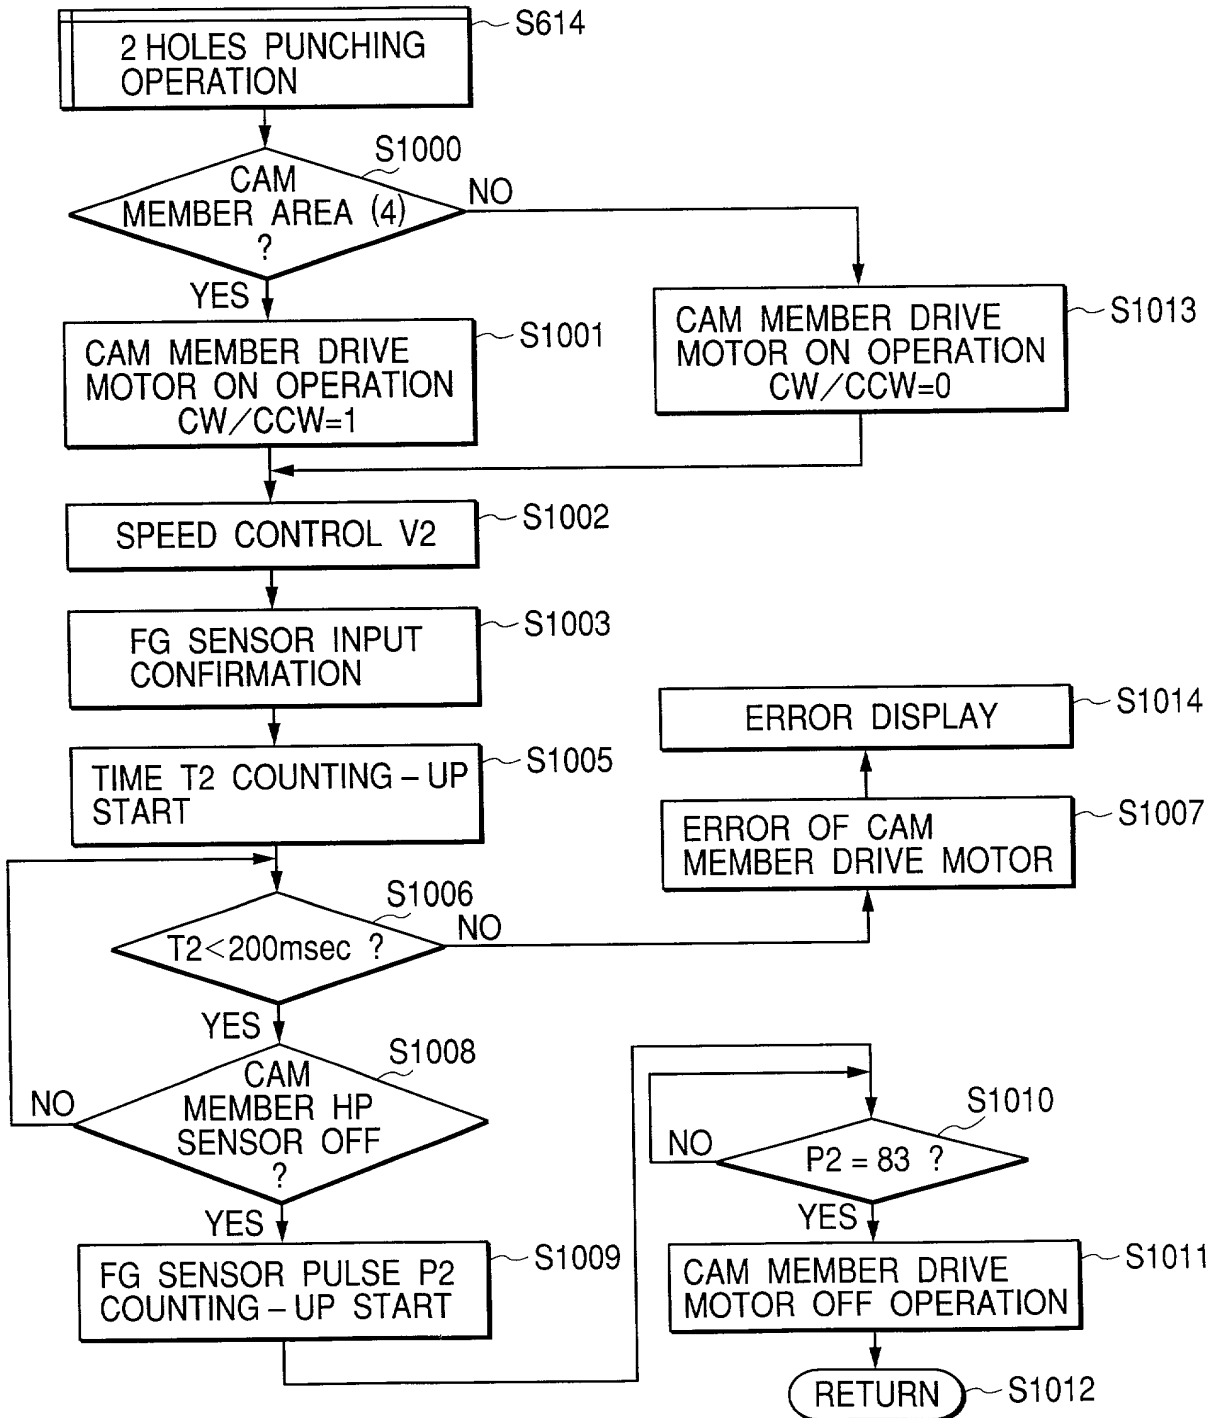 S614
2 HOLES PUNCHING
OPERATION
S1000
CAM
MEMBER AREA (4)
?
NO
YES
S1001
CAM MEMBER DRIVE
MOTOR ON OPERATION
CW/CCW=1
S1013
CAM MEMBER DRIVE
MOTOR ON OPERATION
CW/CCW=0
S1002
SPEED CONTROL V2
S1003
FG SENSOR INPUT
CONFIRMATION
S1005
TIME T2 COUNTING-UP
START
S1014
ERROR DISPLAY
S1007
ERROR OF CAM
MEMBER DRIVE MOTOR
S1006
T2<200msec ?
NO
YES
S1008
CAM
MEMBER HP
SENSOR OFF
?
NO
YES
S1009
FG SENSOR PULSE P2
COUNTING-UP START
S1010
P2 = 83 ?
NO
YES
S1011
CAM MEMBER DRIVE
MOTOR OFF OPERATION
RETURN
S1012